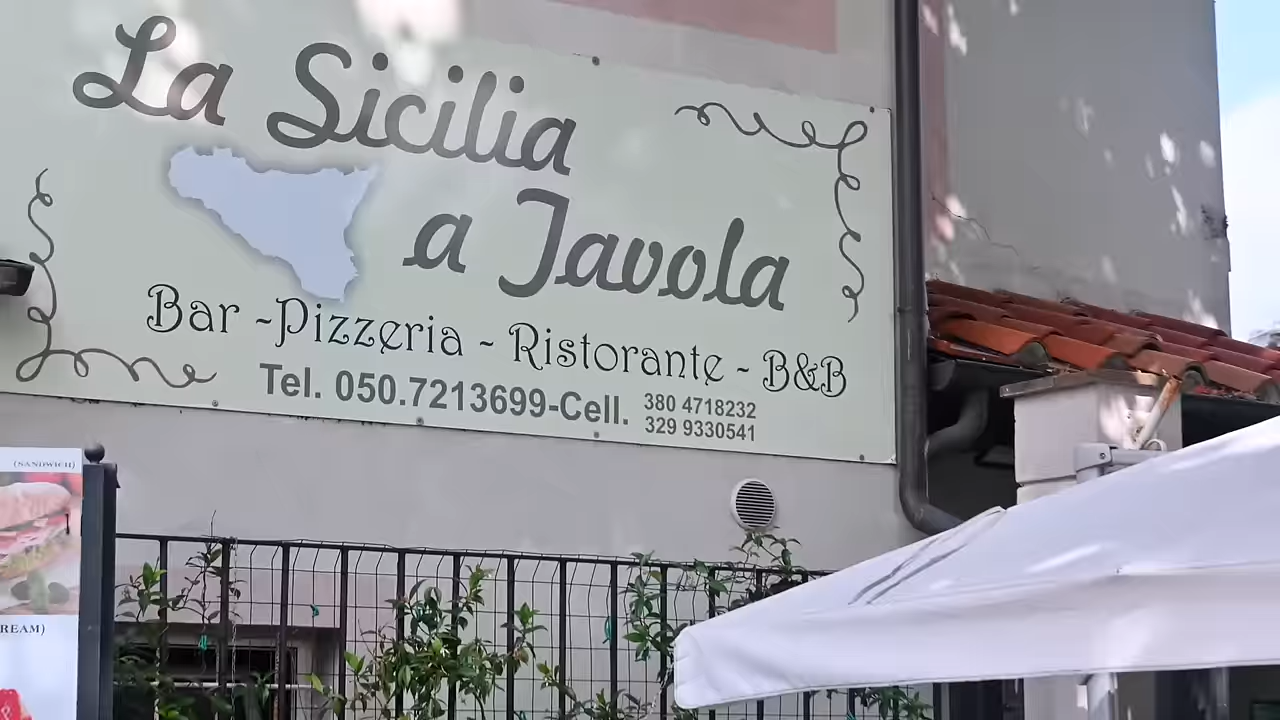 La Sicilia
a Tavola
Bar - Pizzeria - Ristorante - B&B
Tel. 050.7213699-Cell. 380 4718232
329 9330541
(SANDWICH)
REAM)
&